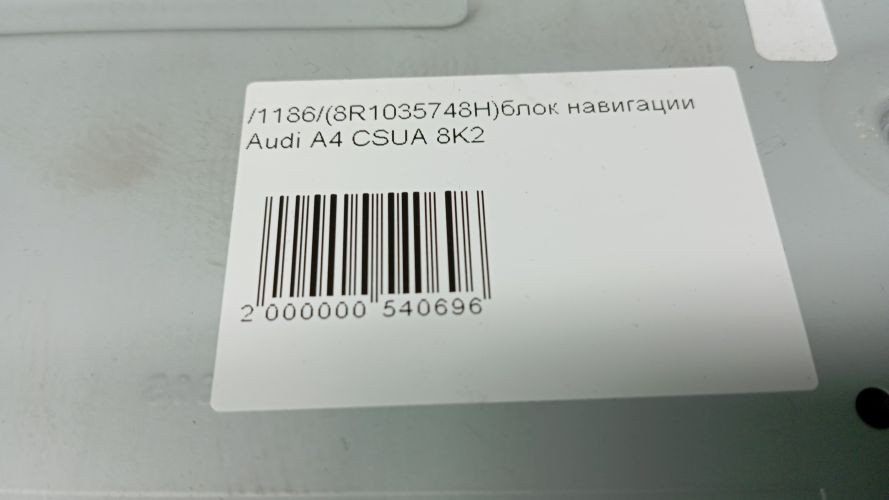 /1186/(8R1035748H)блок навигации
Audi A4 CSUA 8K2
2 000000 540696